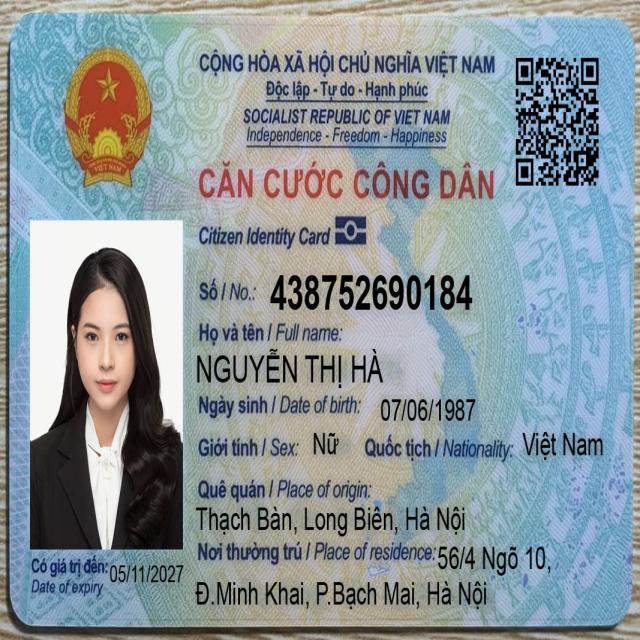 CỘNG HÒA XÃ HỘI CHỦ NGHĨA VIỆT NAM
Độc lập - Tự do - Hạnh phúc
SOCIALIST REPUBLIC OF VIET NAM
Independence - Freedom - Happiness
CĂN CƯỚC CÔNG DÂN
Citizen Identity Card
Số / No.: 438752690184
Họ và tên / Full name:
NGUYỄN THỊ HÀ
Ngày sinh / Date of birth: 07/06/1987
Giới tính / Sex: Nữ Quốc tịch / Nationality: Việt Nam
Quê quán / Place of origin:
Thạch Bàn, Long Biên, Hà Nội
Nơi thường trú / Place of residence: 56/4 Ngõ 10,
Đ.Minh Khai, P.Bạch Mai, Hà Nội
Có giá trị đến: 05/11/2027
Date of expiry
VIỆT NAM